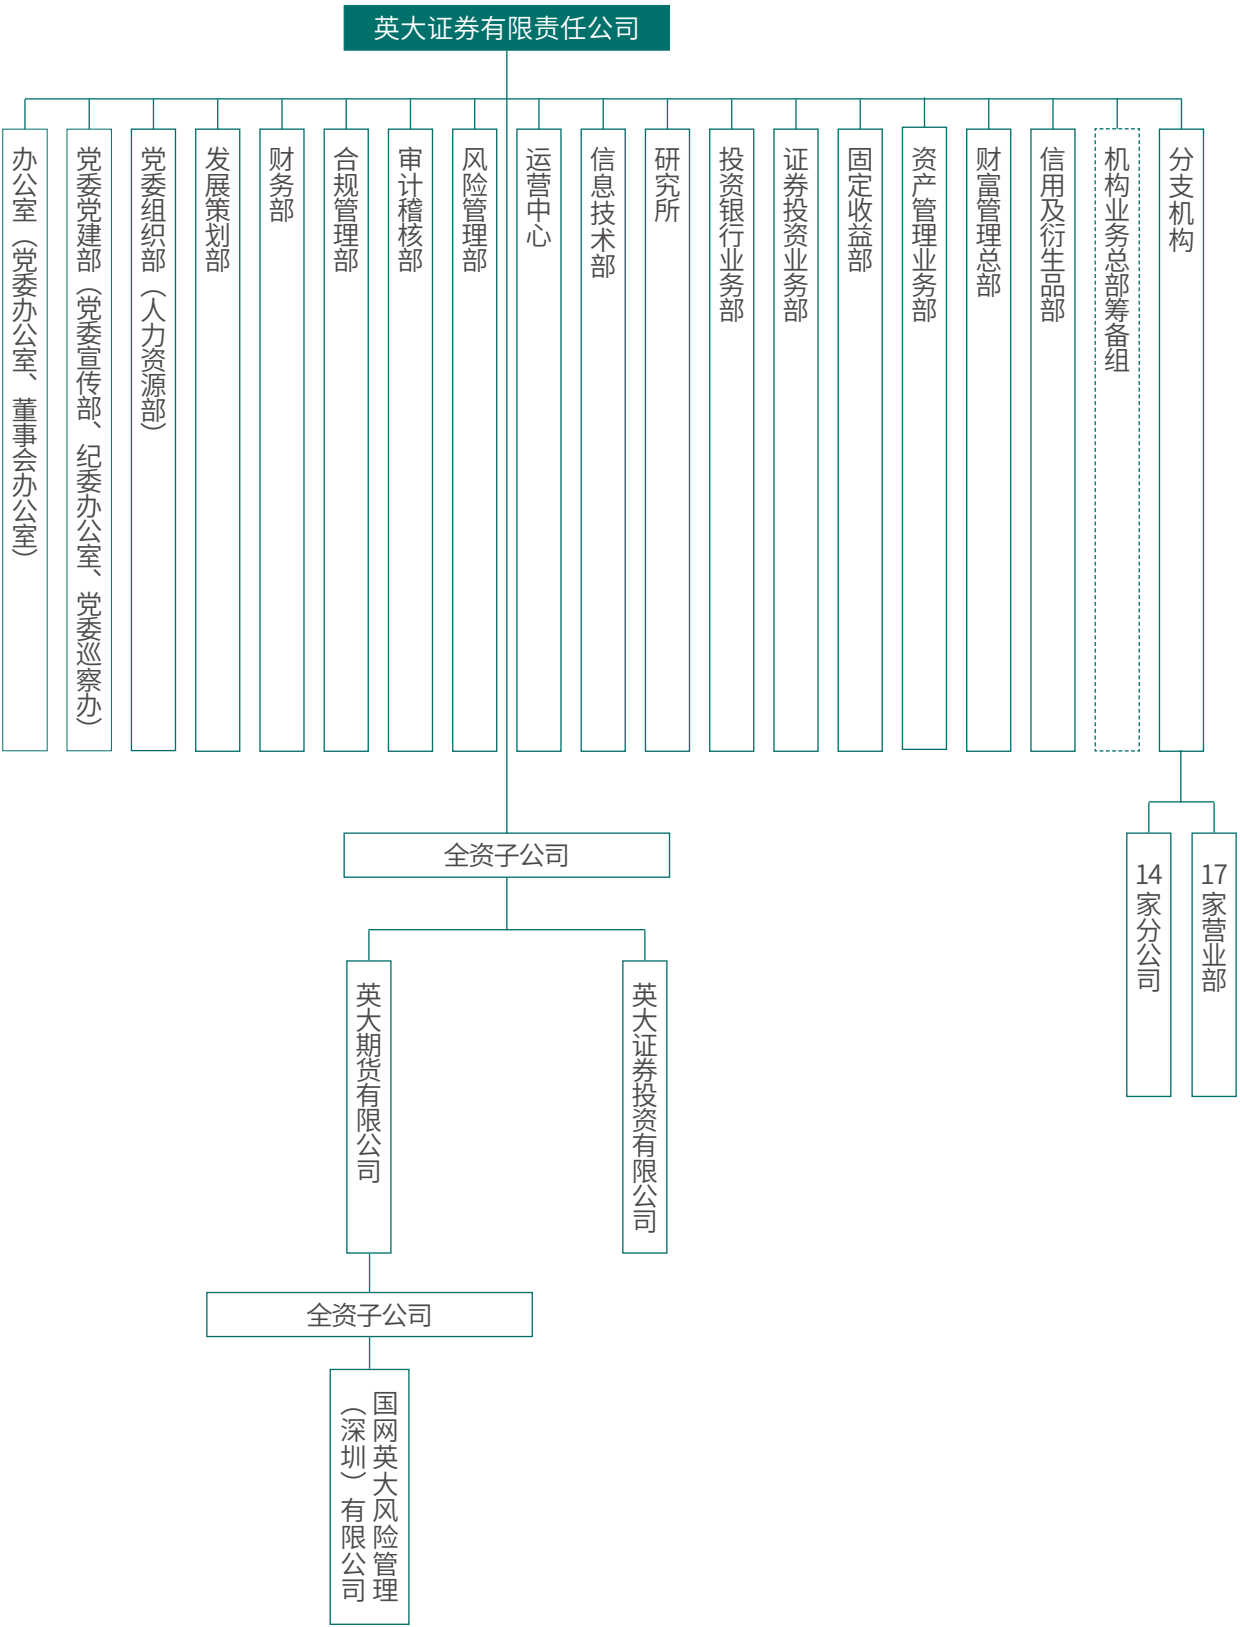 英大证券有限责任公司
办公室（党委办公室、董事会办公室）
党委党建部（党委宣传部、纪委办公室、党委巡察办）
党委组织部（人力资源部）
发展策划部
财务部
合规管理部
审计稽核部
风险管理部
运营中心
信息技术部
研究所
投资银行业务部
证券投资业务部
固定收益部
资产管理业务部
财富管理总部
信用及衍生品部
机构业务总部筹备组
分支机构
全资子公司
14家分公司
17家营业部
英大期货有限公司
英大证券投资有限公司
全资子公司
国网英大风险管理
（深圳）有限公司